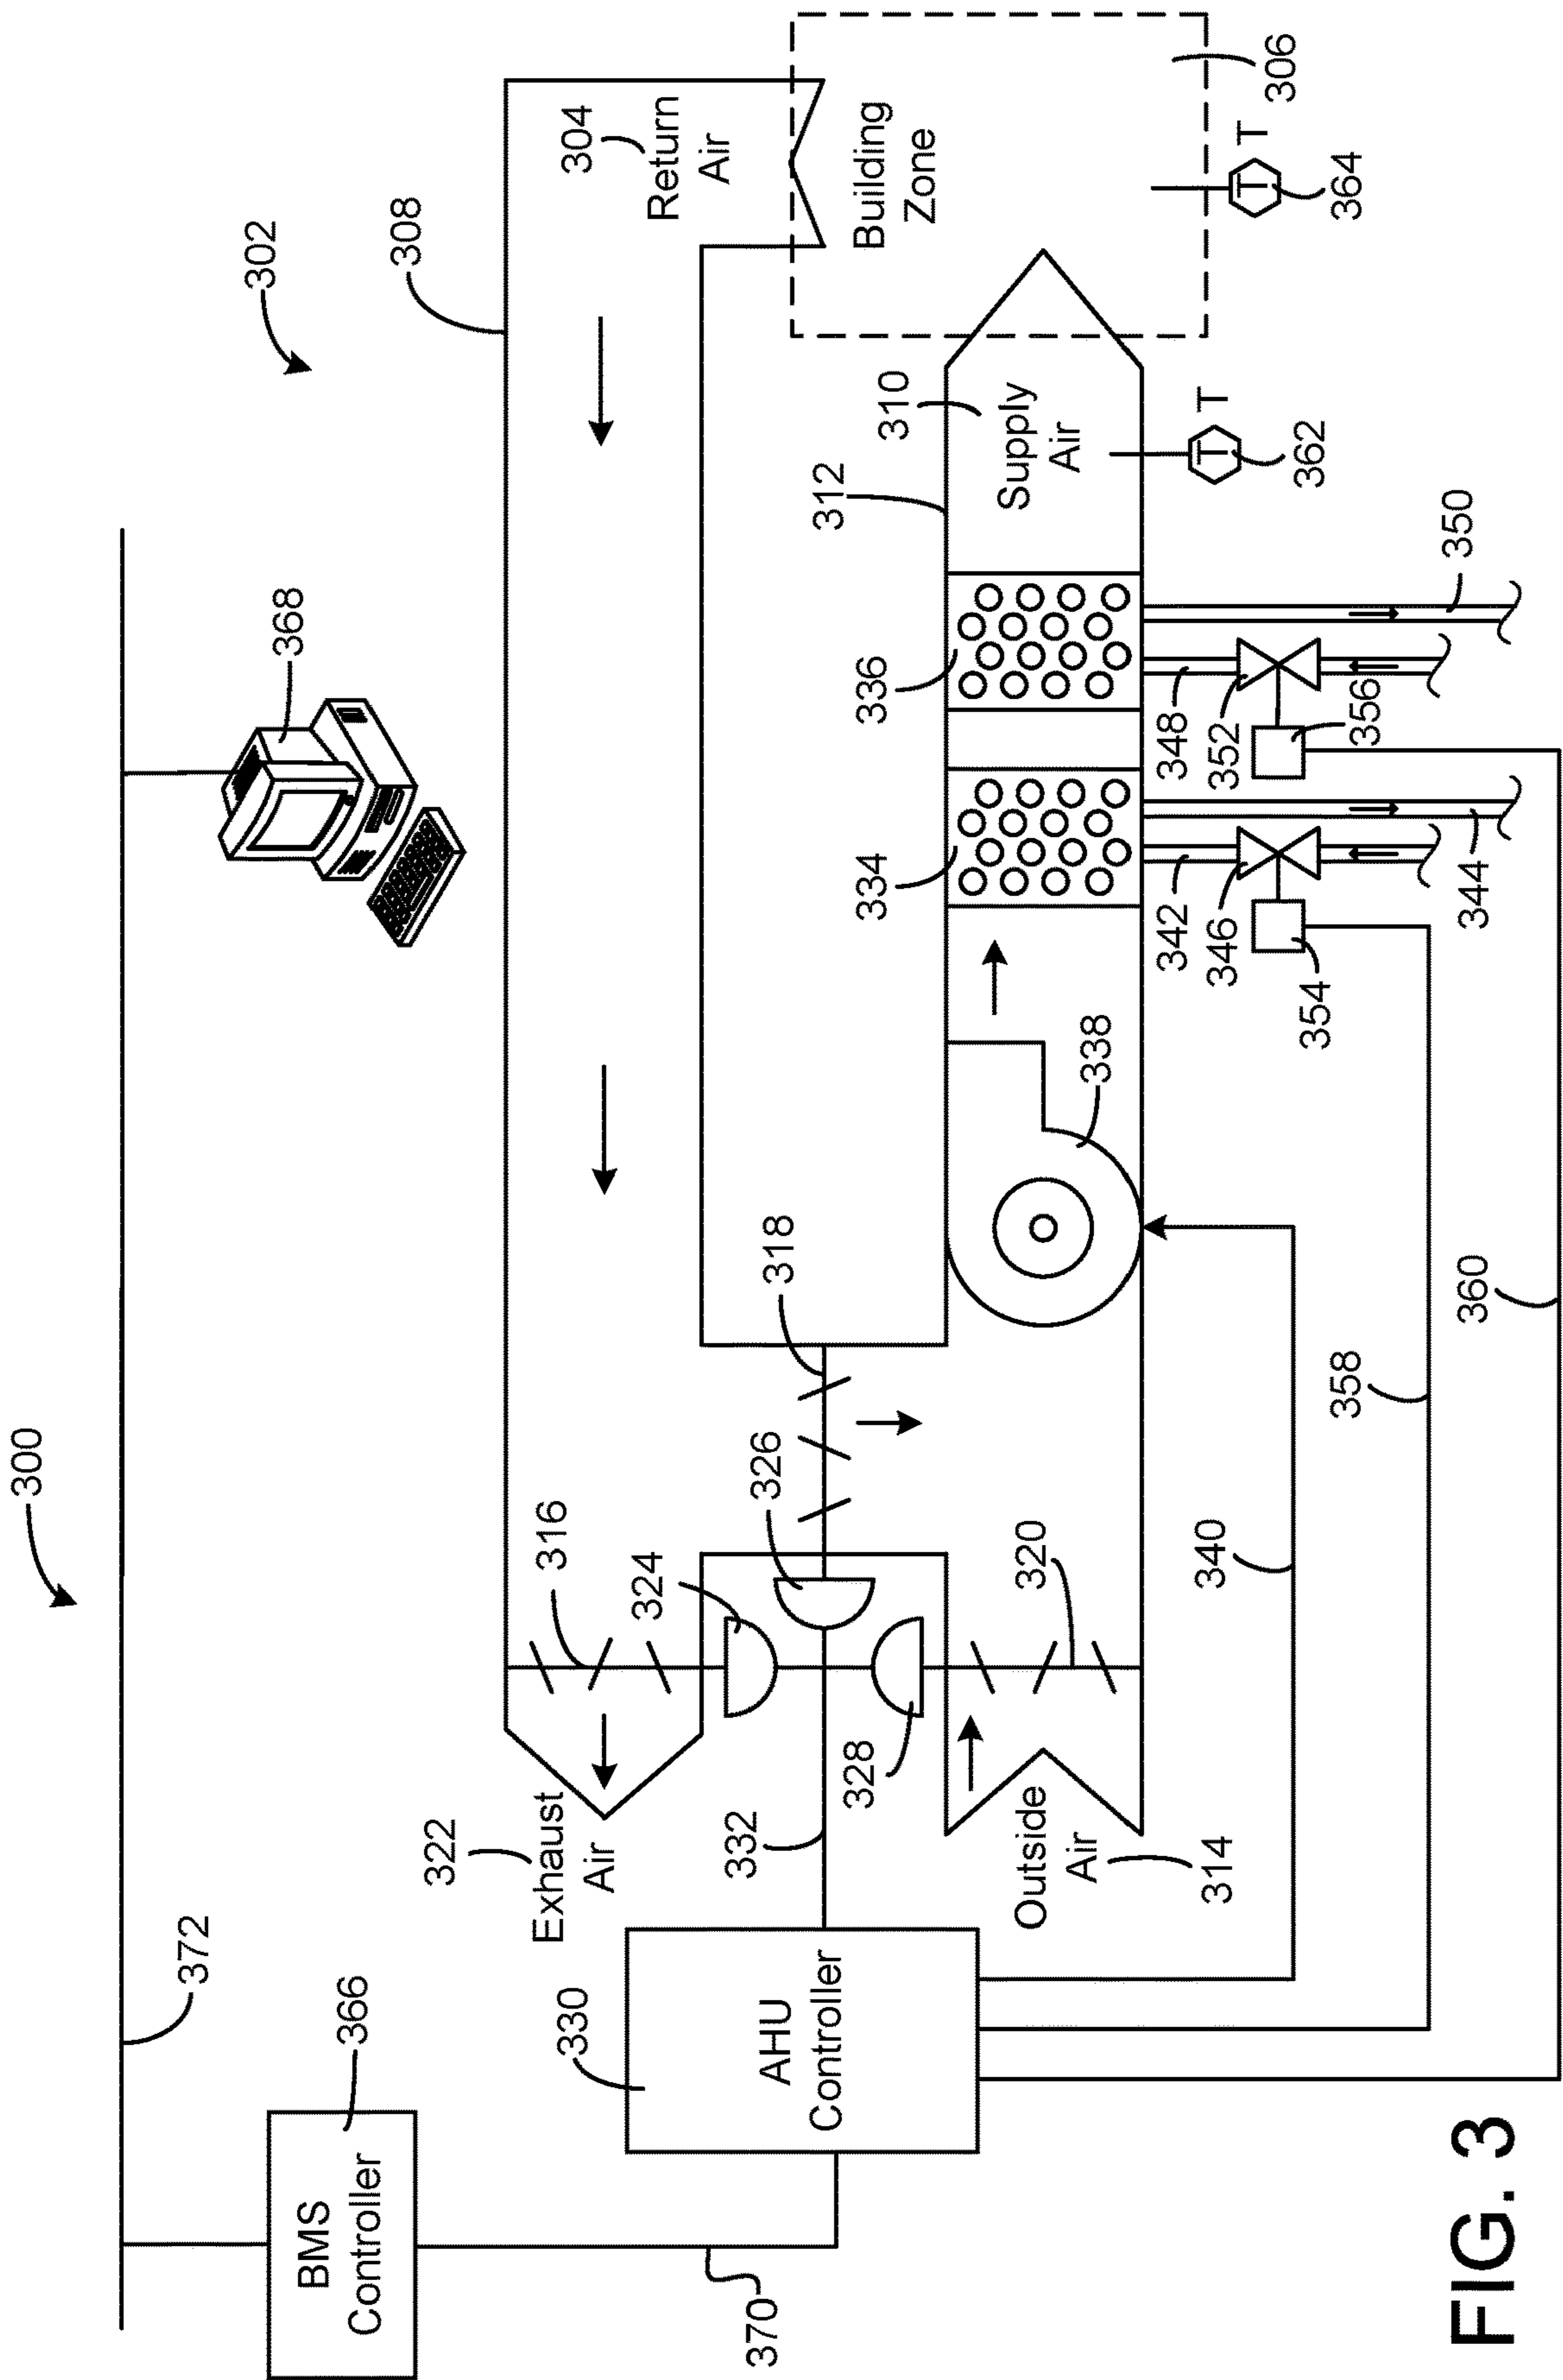 300
302
372
368
308
304
Return
Air
366
BMS
Controller
370
316
324
322
Exhaust
Air
326
318
332
328
330
AHU
Controller
Building
Zone
306
310
312
Supply
Air
336
334
338
Outside
Air
314
320
T
T
364
T
T
362
342
346
354
344
348
352
356
350
340
358
360
FIG. 3